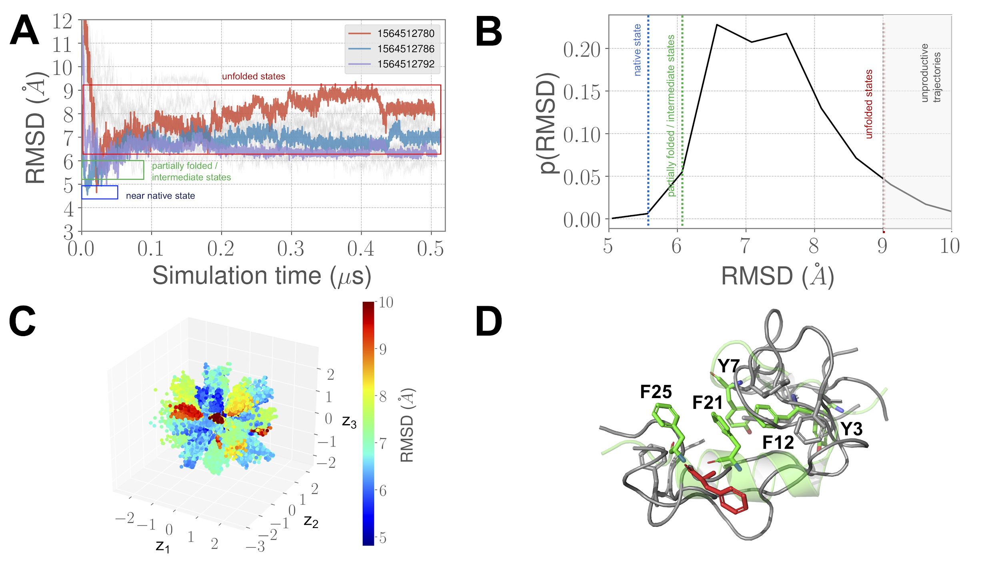 A
12
11
10
9
8
7
6
5
4
3
RMSD (Å)
1564512780
1564512786
1564512792
unfolded states
partially folded /
intermediate states
near native state
0.0 0.1 0.2 0.3 0.4 0.5
Simulation time (μs)
B
0.20
0.15
0.10
0.05
0.00
p(RMSD)
native state
partially folded / intermediate states
unfolded states
unproductive
trajectories
5 6 7 8 9 10
RMSD (Å)
C
2
1
0
−1
−2
z3
2
1
0
−1
−2
−3
z2
−2 −1 0 1 2
z1
10
9
8
7
6
5
RMSD (Å)
D
Y7
F25
F21
Y3
F12